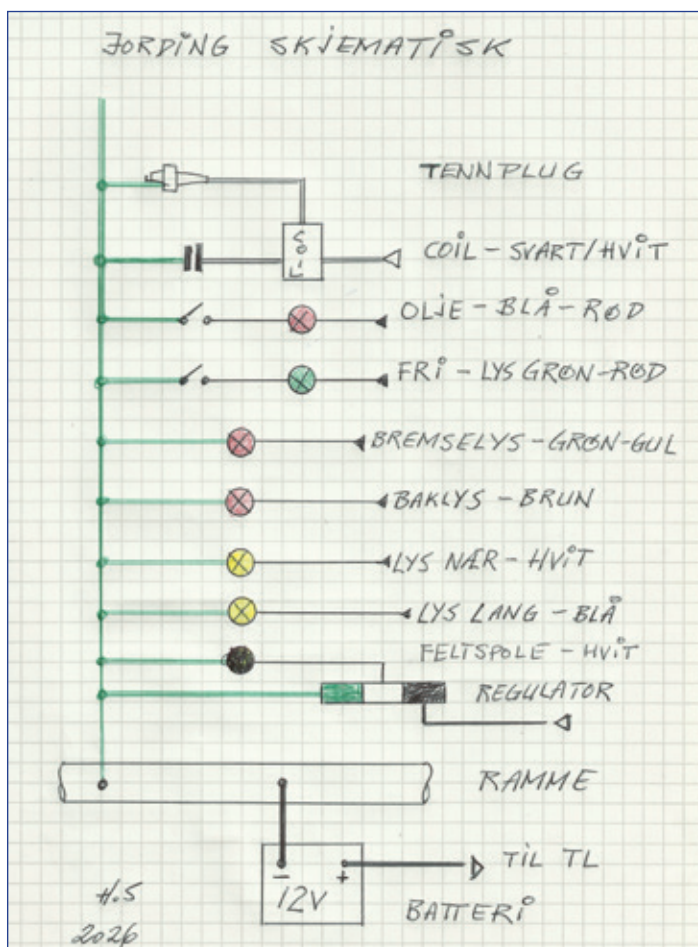 JORDING SKJEMATISK
TENNPLUG
COIL
COIL - SVART/HVIT
OLJE - BLÅ - RØD
FRI - LYS GRØN - RØD
BREMSELYS - GRØN - GUL
BAKLYS - BRUN
LYS NÆR - HVIT
LYS LANG - BLÅ
FELTSPOLE - HVIT
REGULATOR
RAMME
- +
12V
TIL TL
BATTERI
H.S
2026